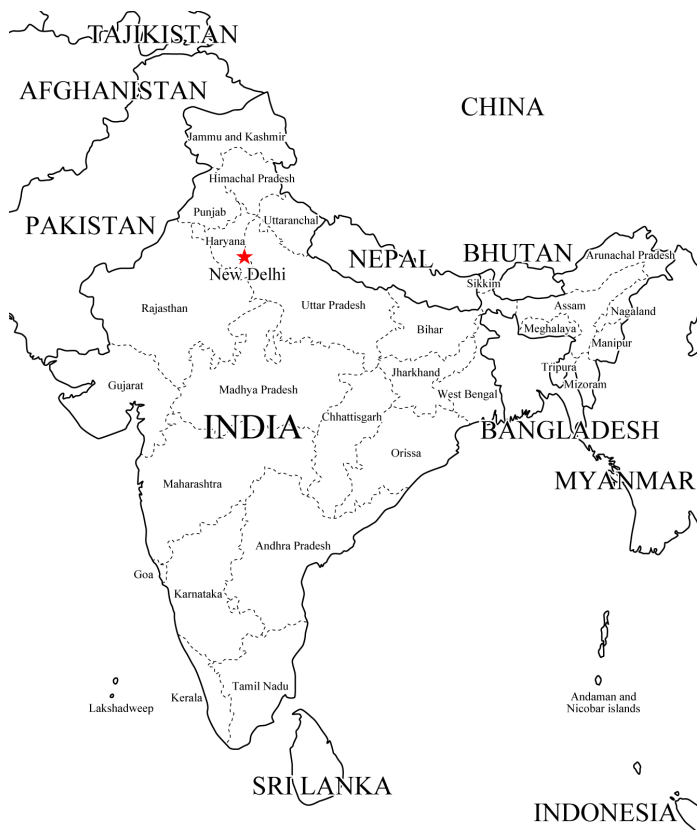 TAJIKISTAN
AFGHANISTAN
CHINA
Jammu and Kashmir
Himachal Pradesh
PAKISTAN
Punjab
Uttaranchal
Haryana
NEPAL
BHUTAN
Arunachal Pradesh
New Delhi
Sikkim
Rajasthan
Uttar Pradesh
Assam
Nagaland
Bihar
Meghalaya
Manipur
Jharkhand
Tripura
Mizoram
Gujarat
Madhya Pradesh
West Bengal
Chhattisgarh
INDIA
BANGLADESH
Orissa
MYANMAR
Maharashtra
Andhra Pradesh
Goa
Karnataka
Kerala
Tamil Nadu
Lakshadweep
Andaman and
Nicobar islands
SRI LANKA
INDONESIA